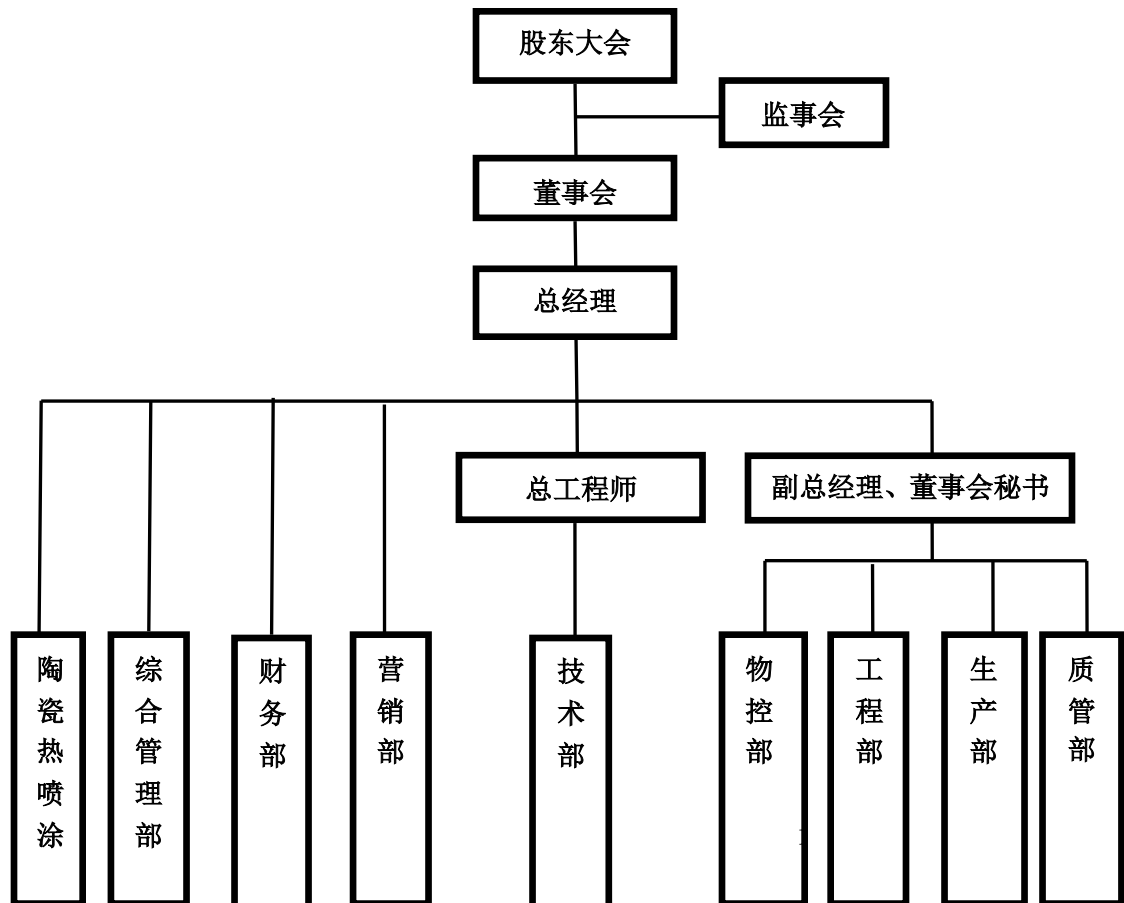 股东大会
监事会
董事会
总经理
总工程师
副总经理、董事会秘书
陶瓷热喷涂
综合管理部
财务部
营销部
技术部
物控部
工程部
生产部
质管部